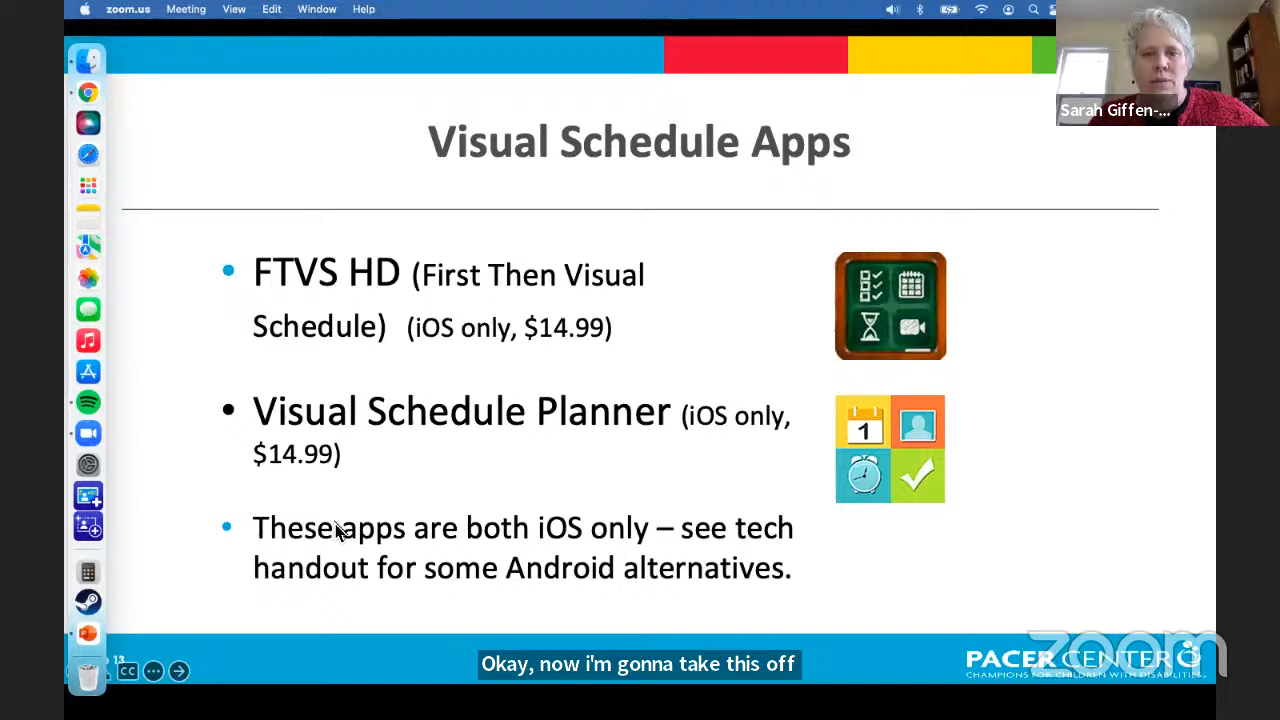 zoom.us Meeting View Edit Window Help
Sarah Giffen-...
Visual Schedule Apps
• FTVS HD (First Then Visual
Schedule) (iOS only, $14.99)
• Visual Schedule Planner (iOS only,
$14.99)
1
• These apps are both iOS only – see tech
handout for some Android alternatives.
13
CC
Okay, now i'm gonna take this off
PACER CENTER
CHAMPIONS FOR CHILDREN WITH DISABILITIES
zoom